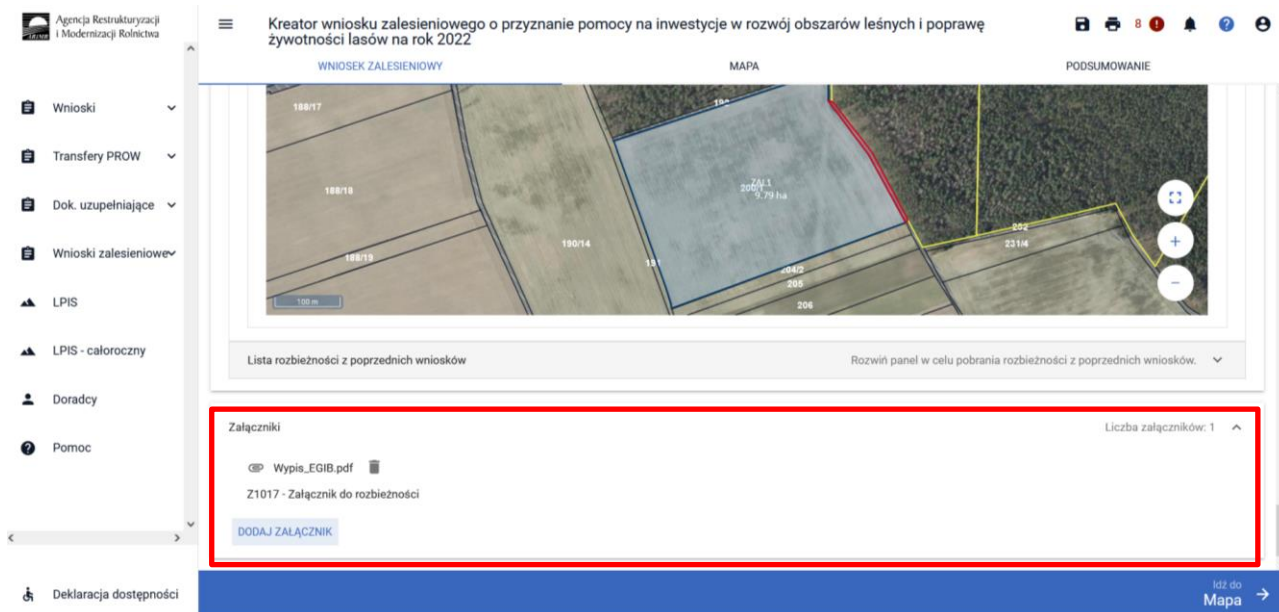 Agencja Restrukturyzacji
i Modernizacji Rolnictwa
ARiMR
Kreator wniosku zalesieniowego o przyznanie pomocy na inwestycje w rozwój obszarów leśnych i poprawę
żywotności lasów na rok 2022
8
WNIOSEK ZALESIENIOWY
MAPA
PODSUMOWANIE
Wnioski
Transfery PROW
Dok. uzupełniające
Wnioski zalesieniowe
LPIS
LPIS - całoroczny
Doradcy
Pomoc
Deklaracja dostępności
188/17
188/18
188/19
190/14
ZAL1
9.79 ha
204/2
205
206
202
231/4
100 m
Lista rozbieżności z poprzednich wniosków
Rozwiń panel w celu pobrania rozbieżności z poprzednich wniosków.
Załączniki
Liczba załączników: 1
Wypis_EGIB.pdf
Z1017 - Załącznik do rozbieżności
DODAJ ZAŁĄCZNIK
Idź do
Mapa